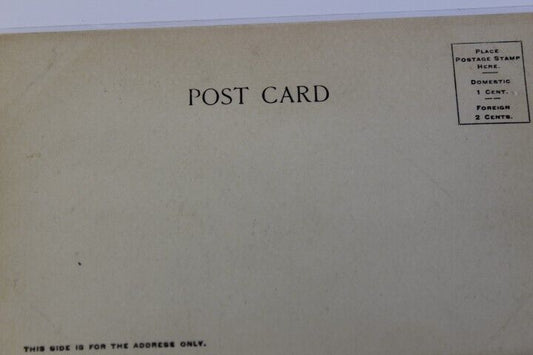 PLACE
POSTAGE STAMP
HERE.
DOMESTIC
1 CENT.
FOREIGN
2 CENTS.
POST CARD
THIS SIDE IS FOR THE ADDRESS ONLY.